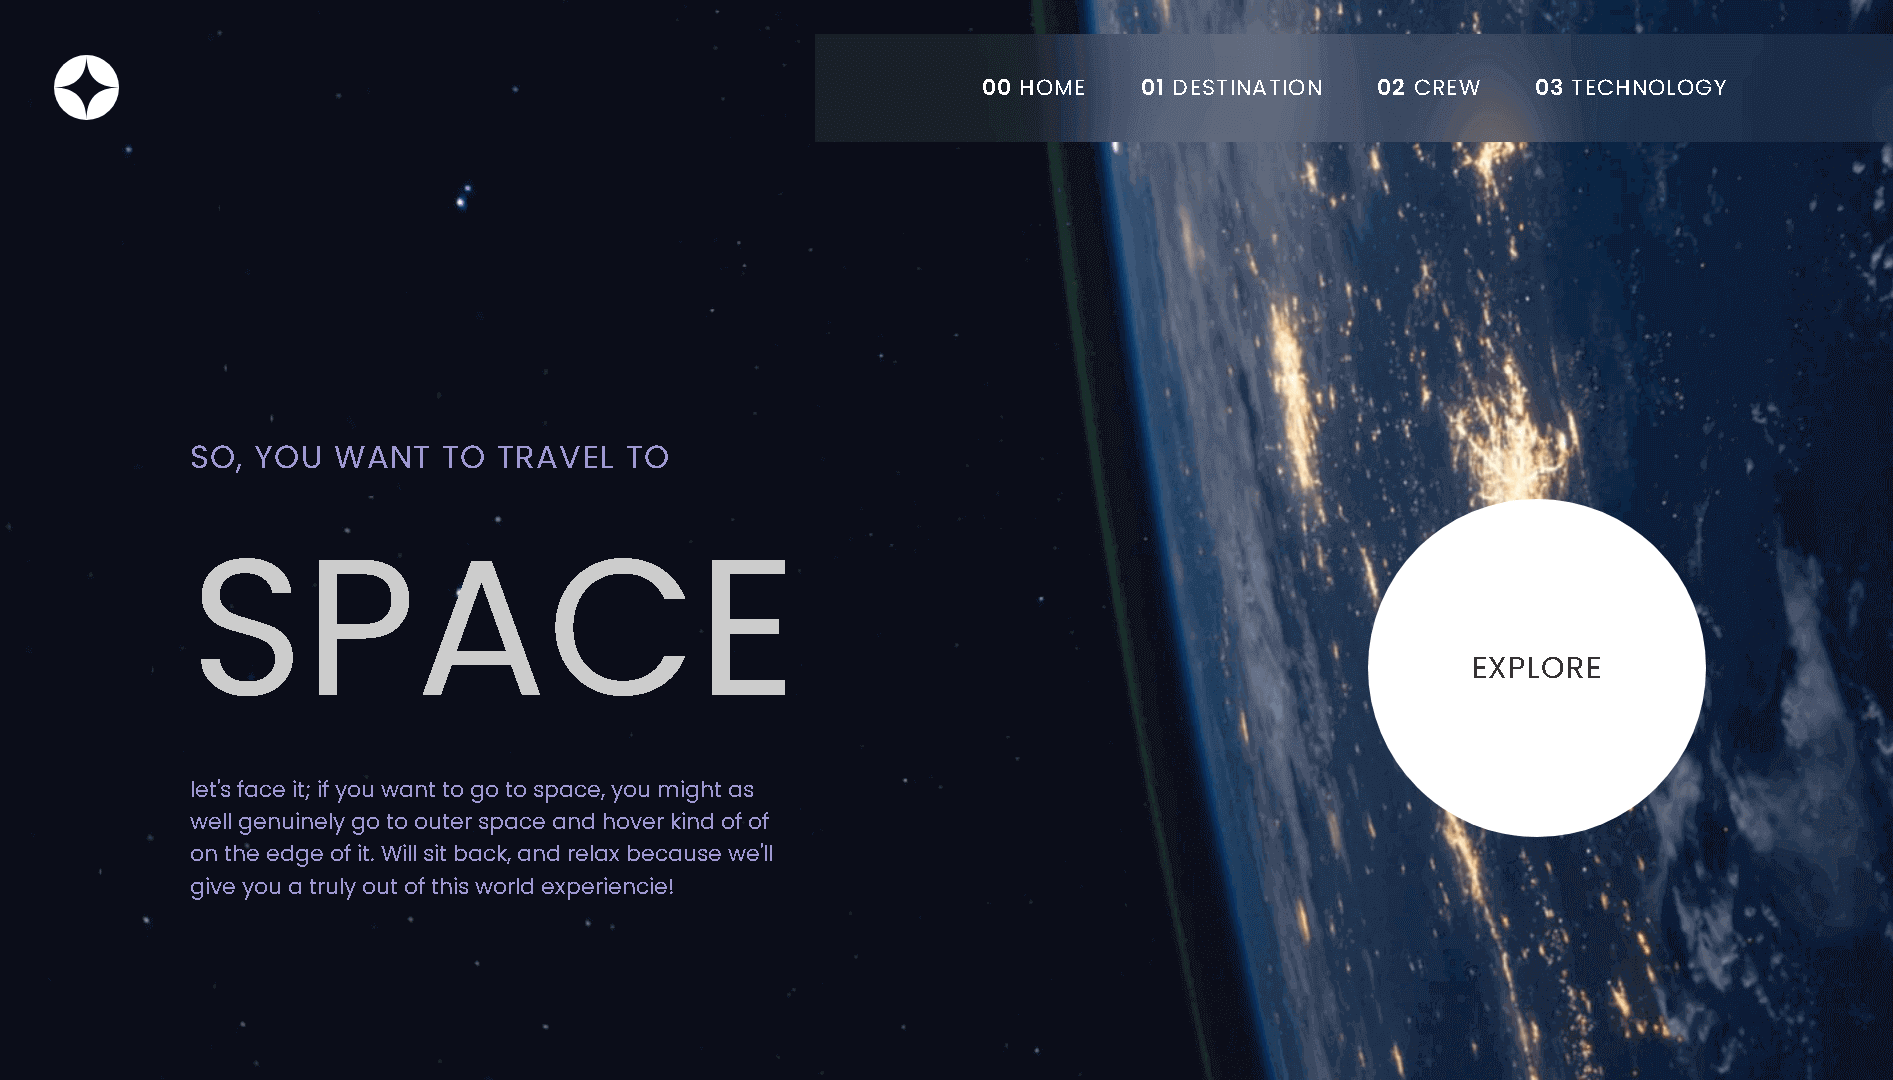 00 HOME 01 DESTINATION 02 CREW 03 TECHNOLOGY
SO, YOU WANT TO TRAVEL TO
SPACE
let's face it; if you want to go to space, you might as
well genuinely go to outer space and hover kind of of
on the edge of it. Will sit back, and relax because we'll
give you a truly out of this world experiencie!
EXPLORE